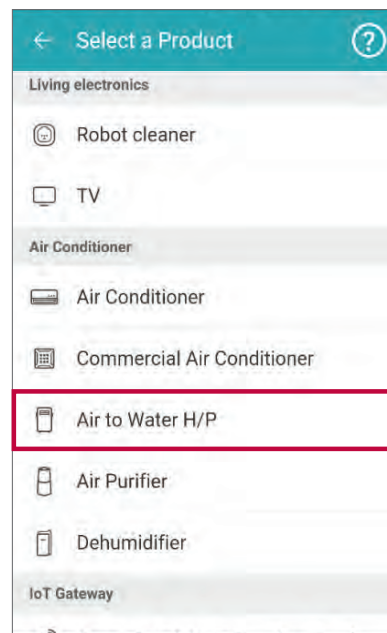 Select a Product
?
Living electronics
Robot cleaner
TV
Air Conditioner
Air Conditioner
Commercial Air Conditioner
Air to Water H/P
Air Purifier
Dehumidifier
IoT Gateway